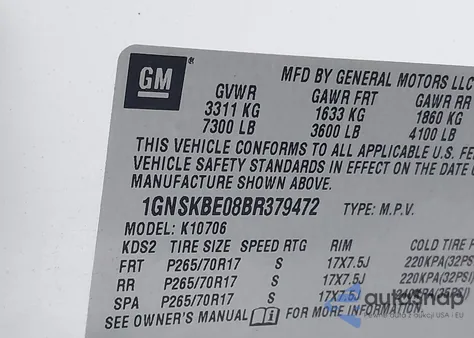 GM
MFD BY GENERAL MOTORS LLC
GVWR GAWR FRT GAWR RR
3311 KG 1633 KG 1860 KG
7300 LB 3600 LB 4100 LB
THIS VEHICLE CONFORMS TO ALL APPLICABLE U.S. FE
VEHICLE SAFETY STANDARDS IN EFFECT ON THE DATE
MANUFACTURE SHOWN ABOVE.
1GNSKBE08BR379472 TYPE: M.P.V.
MODEL: K10706
KDS2 TIRE SIZE SPEED RTG RIM COLD TIRE
FRT P265/70R17 S 17X7.5J 220KPA(32PSI)
RR P265/70R17 S 17X7.5J 220KPA(32PSI)
SPA P265/70R17 S 17X7.5J
SEE OWNER'S MANUAL FOR MORE INFORMATION.
autosnap